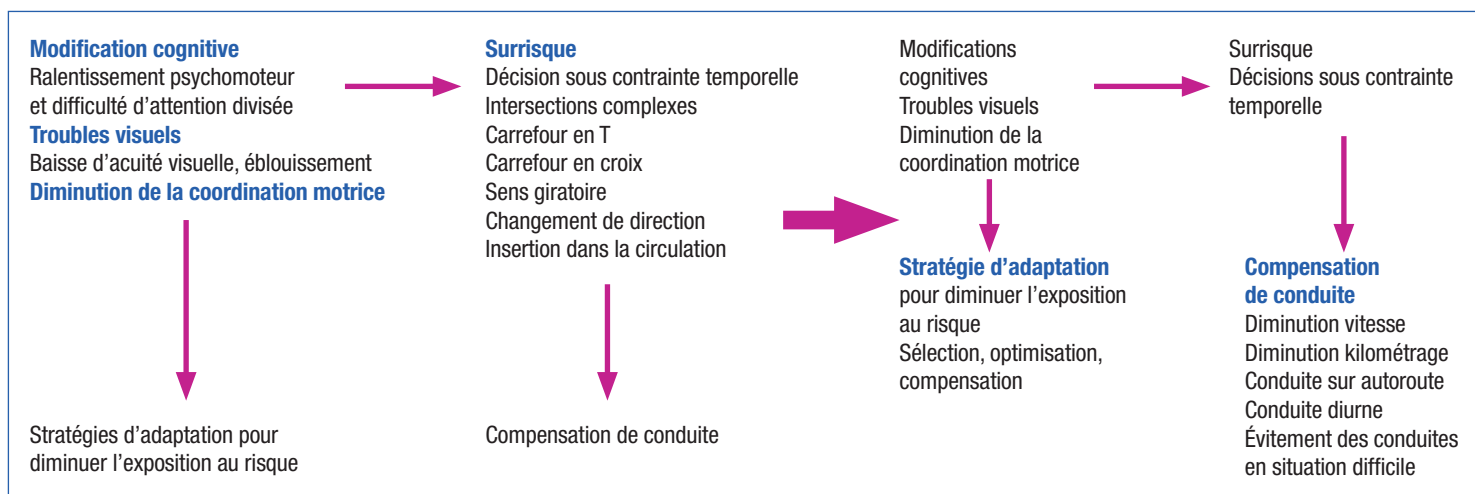 Modification cognitive
Ralentissement psychomoteur
et difficulté d’attention divisée
Troubles visuels
Baisse d’acuité visuelle, éblouissement
Diminution de la coordination motrice
Stratégies d’adaptation pour
diminuer l’exposition au risque
Surrisque
Décision sous contrainte temporelle
Intersections complexes
Carrefour en T
Carrefour en croix
Sens giratoire
Changement de direction
Insertion dans la circulation
Compensation de conduite
Modifications
cognitives
Troubles visuels
Diminution de la
coordination motrice
Stratégie d’adaptation
pour diminuer l’exposition
au risque
Sélection, optimisation,
compensation
Surrisque
Décisions sous contrainte
temporelle
Compensation
de conduite
Diminution vitesse
Diminution kilométrage
Conduite sur autoroute
Conduite diurne
Évitement des conduites
en situation difficile